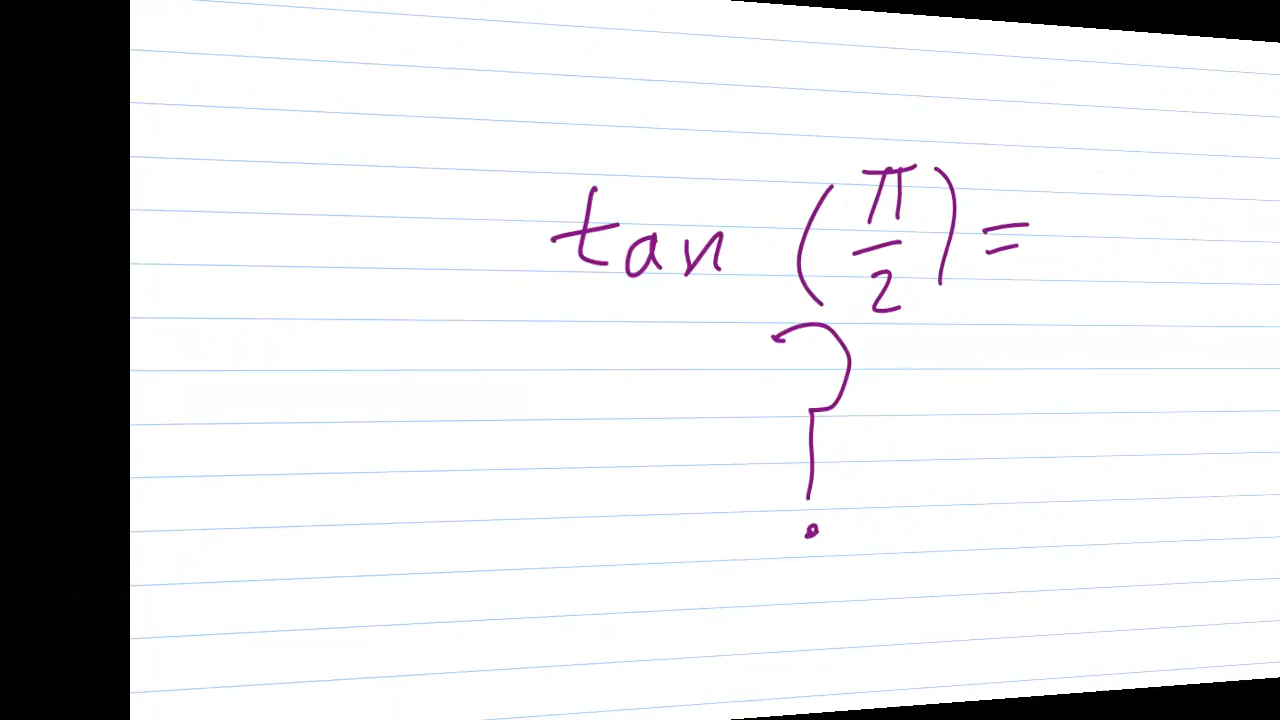 tan (π/2) =
?